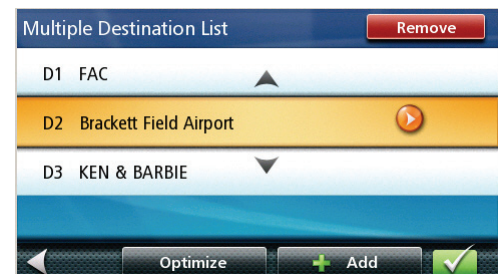 Multiple Destination List Remove
D1 FAC
D2 Brackett Field Airport
D3 KEN & BARBIE
Optimize + Add